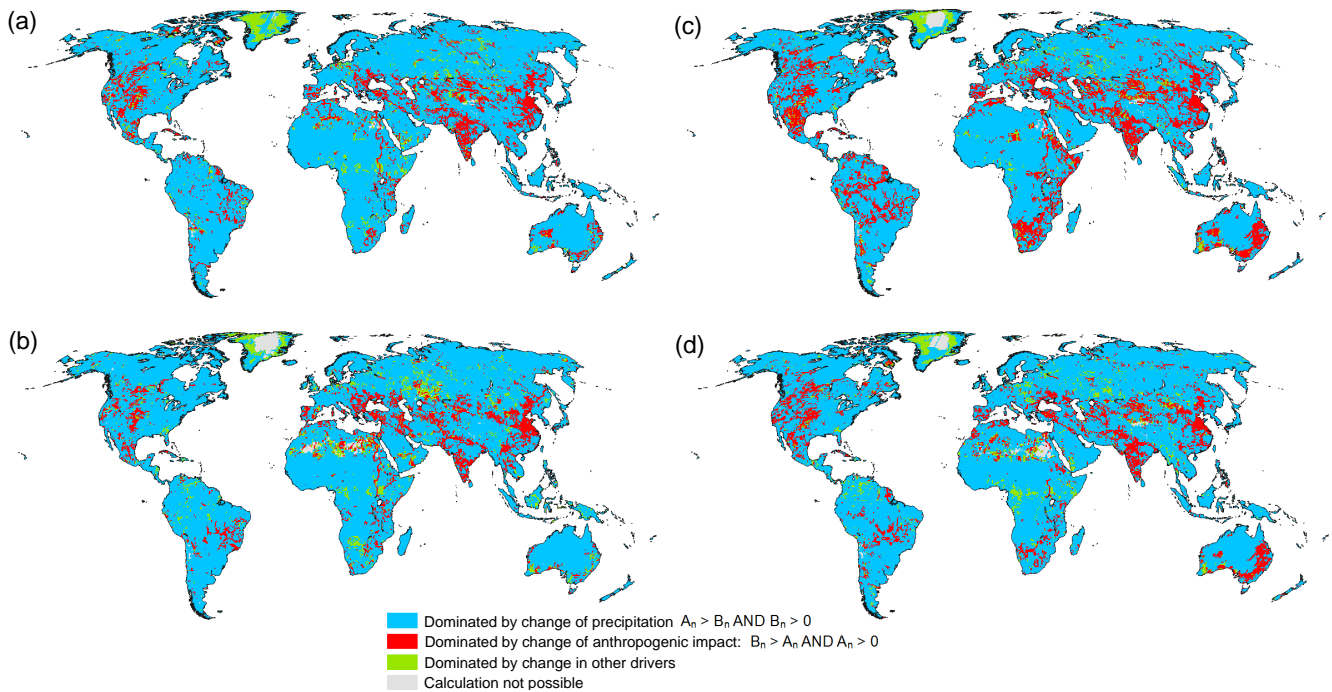 (a)
(c)
(b)
(d)
Dominated by change of precipitation Aₙ > Bₙ AND Bₙ > 0
Dominated by change of anthropogenic impact: Bₙ > Aₙ AND Aₙ > 0
Dominated by change in other drivers
Calculation not possible